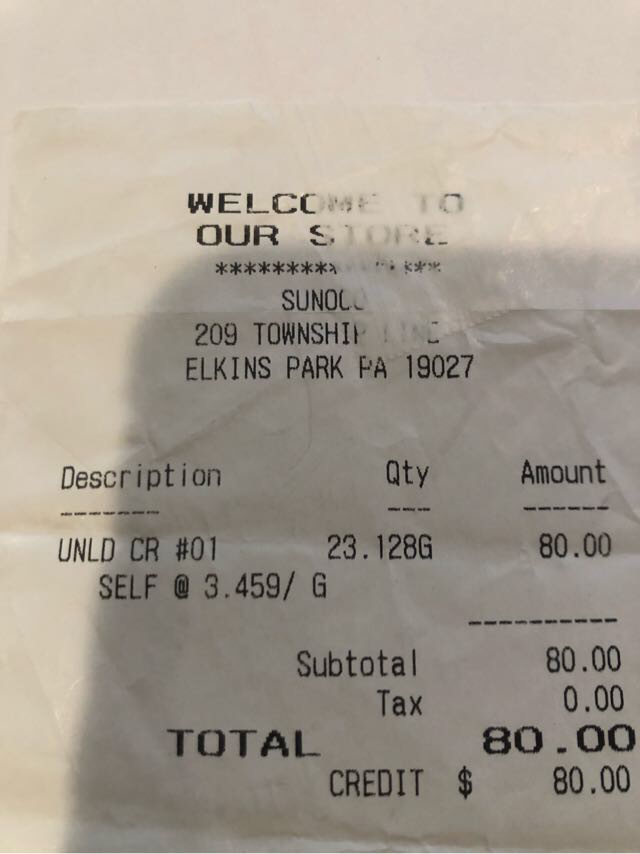 WELCOME TO
OUR STORE
SUNOCO
209 TOWNSHIP LINE
ELKINS PARK PA 19027
Description Qty Amount
------- --- ------
UNLD CR #01 23.128G 80.00
SELF @ 3.459/ G
----------
Subtotal 80.00
Tax 0.00
TOTAL 80.00
CREDIT $ 80.00